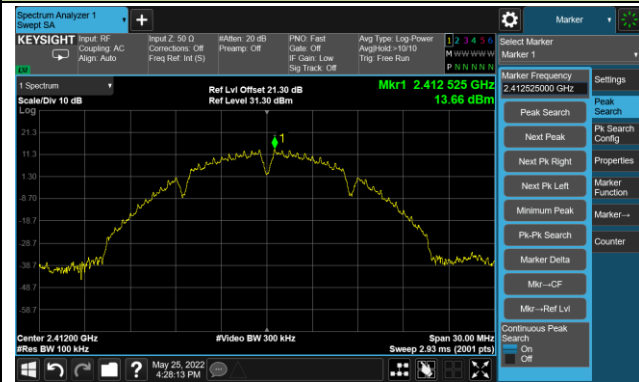 Spectrum Analyzer 1
Swept SA
Marker
KEYSIGHT
Input: RF
Coupling: AC
Align: Auto
Input Z: 50 Ω
Corrections: Off
Freq Ref: Int (S)
#Atten: 20 dB
Preamp: Off
PNO: Fast
Gate: Off
IF Gain: Low
Sig Track: Off
Avg Type: Log-Power
Avg|Hold:>10/10
Trig: Free Run
1 2 3 4 5 6
M W W W W W
P N N N N N
Select Marker
Marker 1
1 Spectrum
Scale/Div 10 dB
Log
Ref Lvl Offset 21.30 dB
Ref Level 31.30 dBm
Mkr1 2.412 525 GHz
13.66 dBm
21.3
11.3
1.30
-8.70
-18.7
-28.7
-38.7
-48.7
-58.7
1
Center 2.41200 GHz
#Res BW 100 kHz
#Video BW 300 kHz
Span 30.00 MHz
Sweep 2.93 ms (2001 pts)
Marker Frequency
2.412525000 GHz
Peak Search
Next Peak
Next Pk Right
Next Pk Left
Minimum Peak
Pk-Pk Search
Marker Delta
Mkr→CF
Mkr→Ref Lvl
Continuous Peak
Search
On
Off
Settings
Peak
Search
Pk Search
Config
Properties
Marker
Function
Marker→
Counter
May 25, 2022
4:28:13 PM